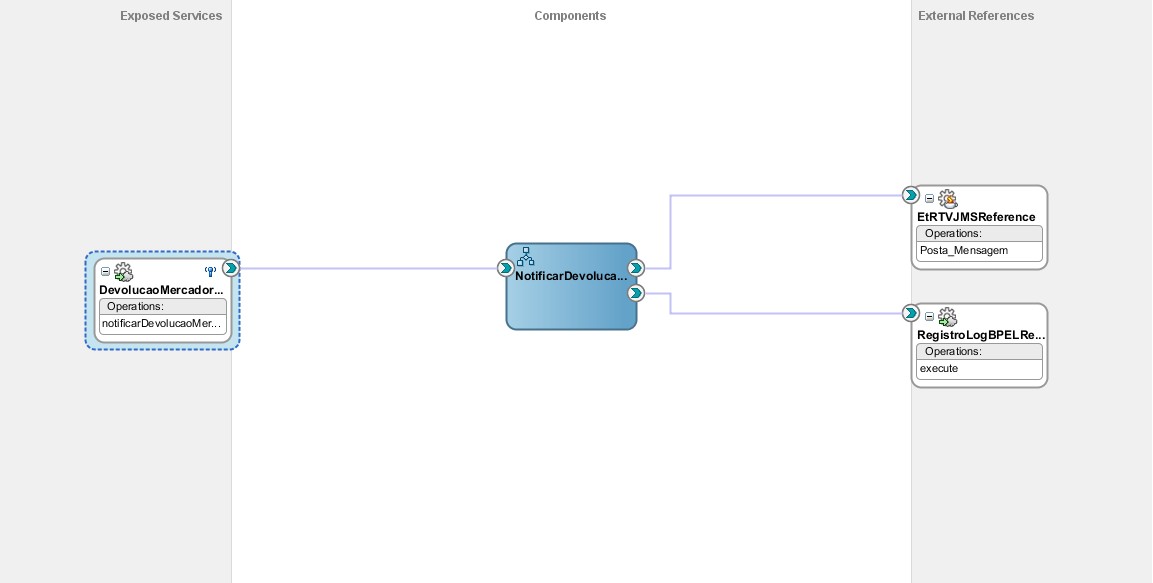 Exposed Services
Components
External References
EtRTVJMSReference
Operations:
Posta_Mensagem
DevolucaoMercador...
Operations:
notificarDevolucaoMer...
NotificarDevoluca...
RegistroLogBPELRe...
Operations:
execute